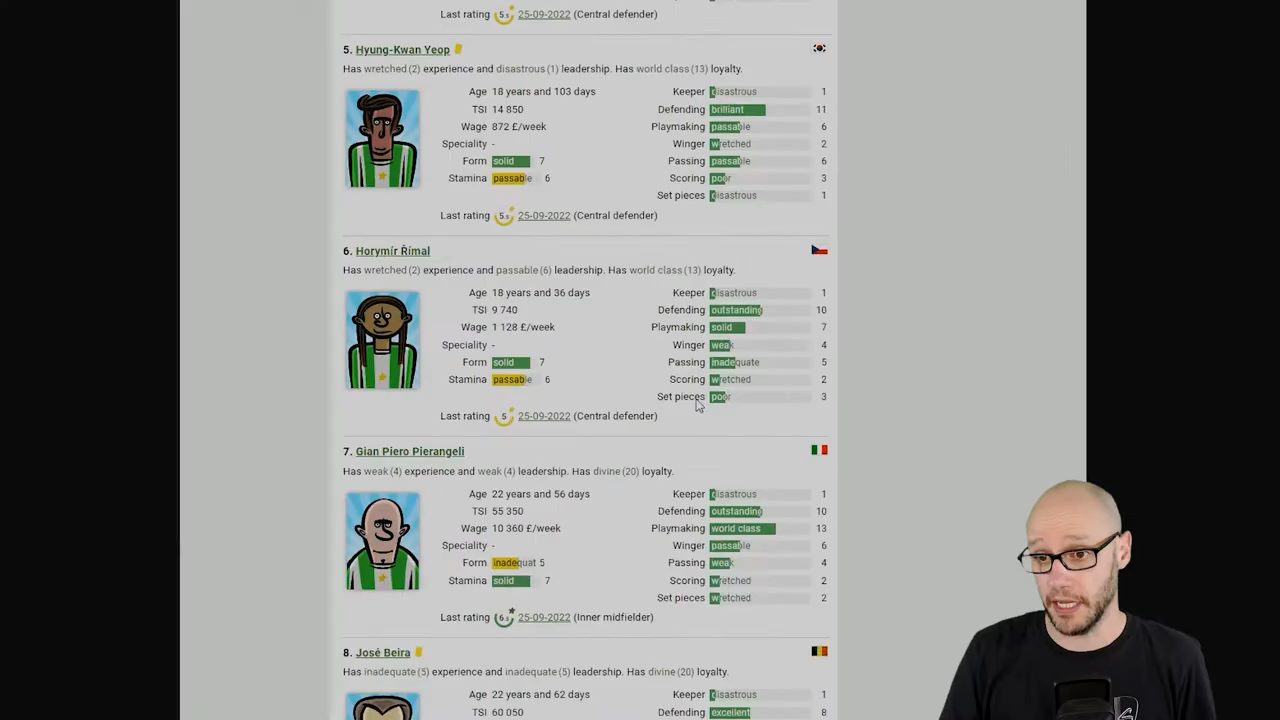 Last rating 5.5 25-09-2022 (Central defender)
5. Hyung-Kwan Yeop
Has wretched (2) experience and disastrous (1) leadership. Has world class (13) loyalty.
Age 18 years and 103 days
TSI 14 850
Wage 872 £/week
Speciality -
Form solid 7
Stamina passable 6
Keeper disastrous 1
Defending brilliant 11
Playmaking passable 6
Winger wretched 2
Passing passable 6
Scoring poor 3
Set pieces disastrous 1
Last rating 5.5 25-09-2022 (Central defender)
6. Horymír Římal
Has wretched (2) experience and passable (6) leadership. Has world class (13) loyalty.
Age 18 years and 36 days
TSI 9 740
Wage 1 128 £/week
Speciality -
Form solid 7
Stamina passable 6
Keeper disastrous 1
Defending outstanding 10
Playmaking solid 7
Winger weak 4
Passing inadequate 5
Scoring wretched 2
Set pieces poor 3
Last rating 5 25-09-2022 (Central defender)
7. Gian Piero Pierangeli
Has weak (4) experience and weak (4) leadership. Has divine (20) loyalty.
Age 22 years and 56 days
TSI 55 350
Wage 10 360 £/week
Speciality -
Form inadequat 5
Stamina solid 7
Keeper disastrous 1
Defending outstanding 10
Playmaking world class 13
Winger passable 6
Passing weak 4
Scoring wretched 2
Set pieces wretched 2
Last rating 25-09-2022 (Inner midfielder)
8. José Beira
Has inadequate (5) experience and inadequate (5) leadership. Has divine (20) loyalty.
Age 22 years and 62 days
TSI 60 050
Keeper disastrous 1
Defending excellent 8